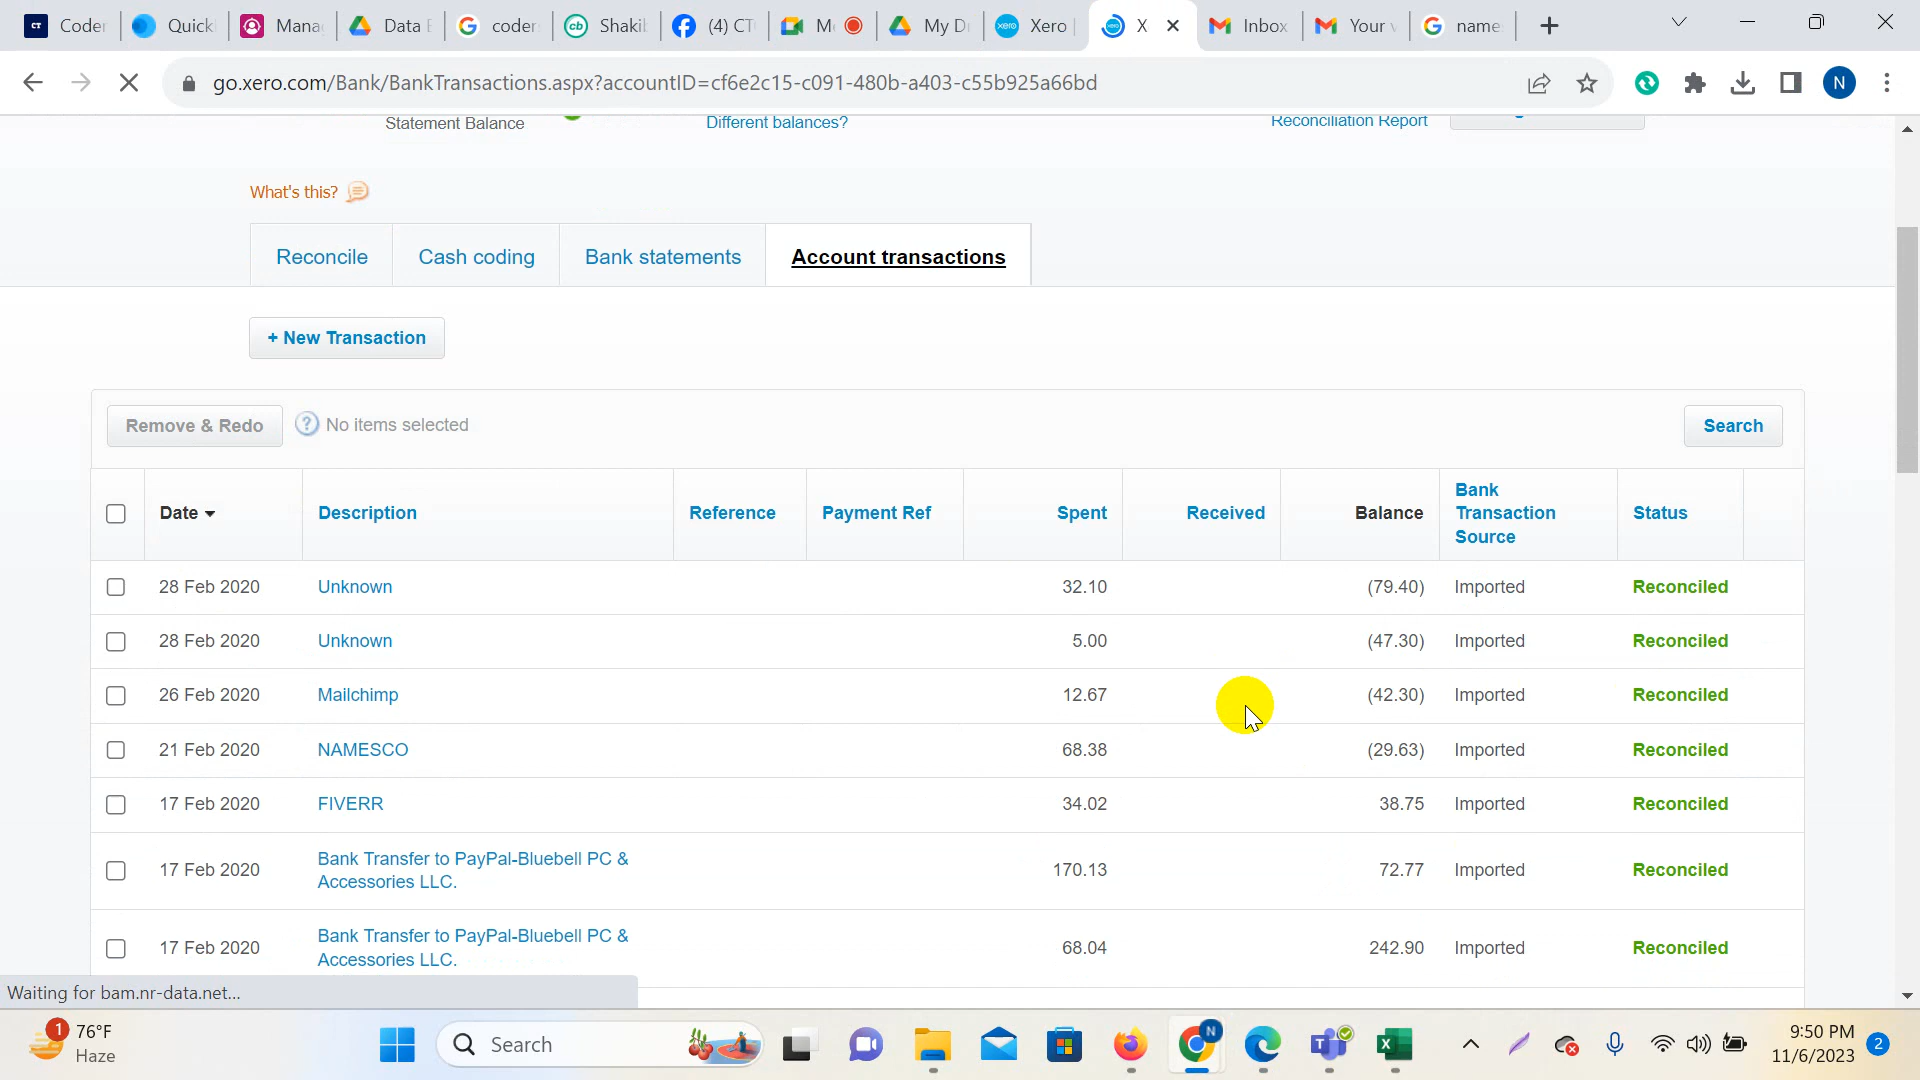 Coder Quick Mana Data E coder Shakib (4) CT M My D Xero X Inbox Your v name
go.xero.com/Bank/BankTransactions.aspx?accountID=cf6e2c15-c091-480b-a403-c55b925a66bd N
Statement Balance Different balances? Reconciliation Report
What's this?
Reconcile Cash coding Bank statements Account transactions
+ New Transaction
Remove & Redo ? No items selected Search
Date Description Reference Payment Ref Spent Received Balance Bank Transaction Source Status
28 Feb 2020 Unknown 32.10 (79.40) Imported Reconciled
28 Feb 2020 Unknown 5.00 (47.30) Imported Reconciled
26 Feb 2020 Mailchimp 12.67 (42.30) Imported Reconciled
21 Feb 2020 NAMESCO 68.38 (29.63) Imported Reconciled
17 Feb 2020 FIVERR 34.02 38.75 Imported Reconciled
17 Feb 2020 Bank Transfer to PayPal-Bluebell PC & Accessories LLC. 170.13 72.77 Imported Reconciled
17 Feb 2020 Bank Transfer to PayPal-Bluebell PC & Accessories LLC. 68.04 242.90 Imported Reconciled
Waiting for bam.nr-data.net...
1 76°F
Haze
Search
9:50 PM
11/6/2023 2